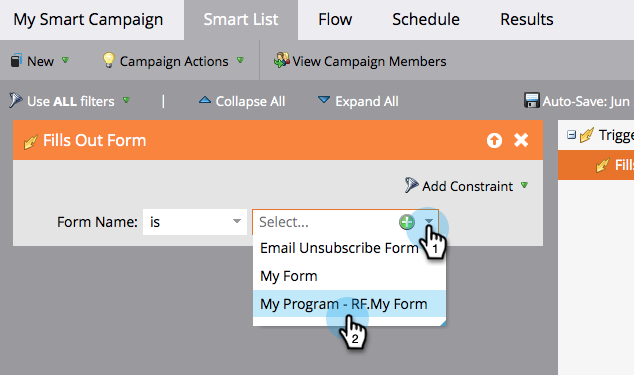 My Smart Campaign Smart List Flow Schedule Results
New Campaign Actions View Campaign Members
Use ALL filters | Collapse All Expand All Auto-Save: Jun
Fills Out Form
Trigge
Fills
Add Constraint
Form Name: is Select...
1
Email Unsubscribe Form
My Form
My Program - RF.My Form
2